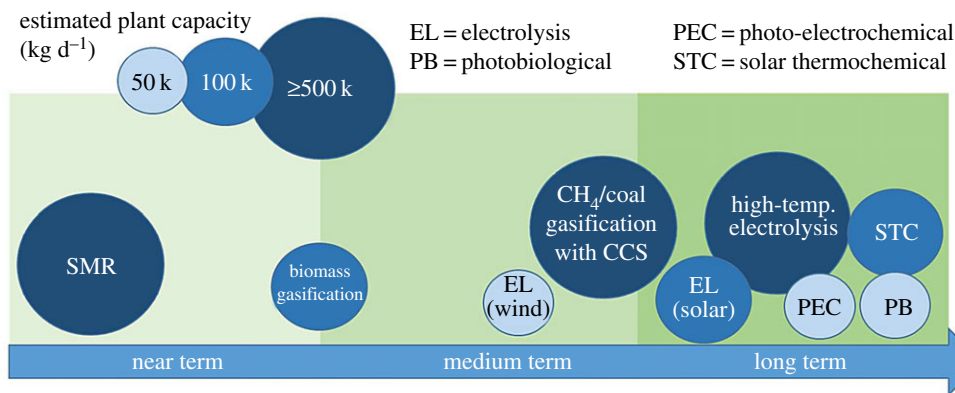 estimated plant capacity
(kg d⁻¹)
50 k
100 k
≥500 k
EL = electrolysis
PB = photobiological
PEC = photo-electrochemical
STC = solar thermochemical
SMR
biomass
gasification
EL
(wind)
CH₄/coal
gasification
with CCS
high-temp.
electrolysis
STC
EL
(solar)
PEC
PB
near term
medium term
long term